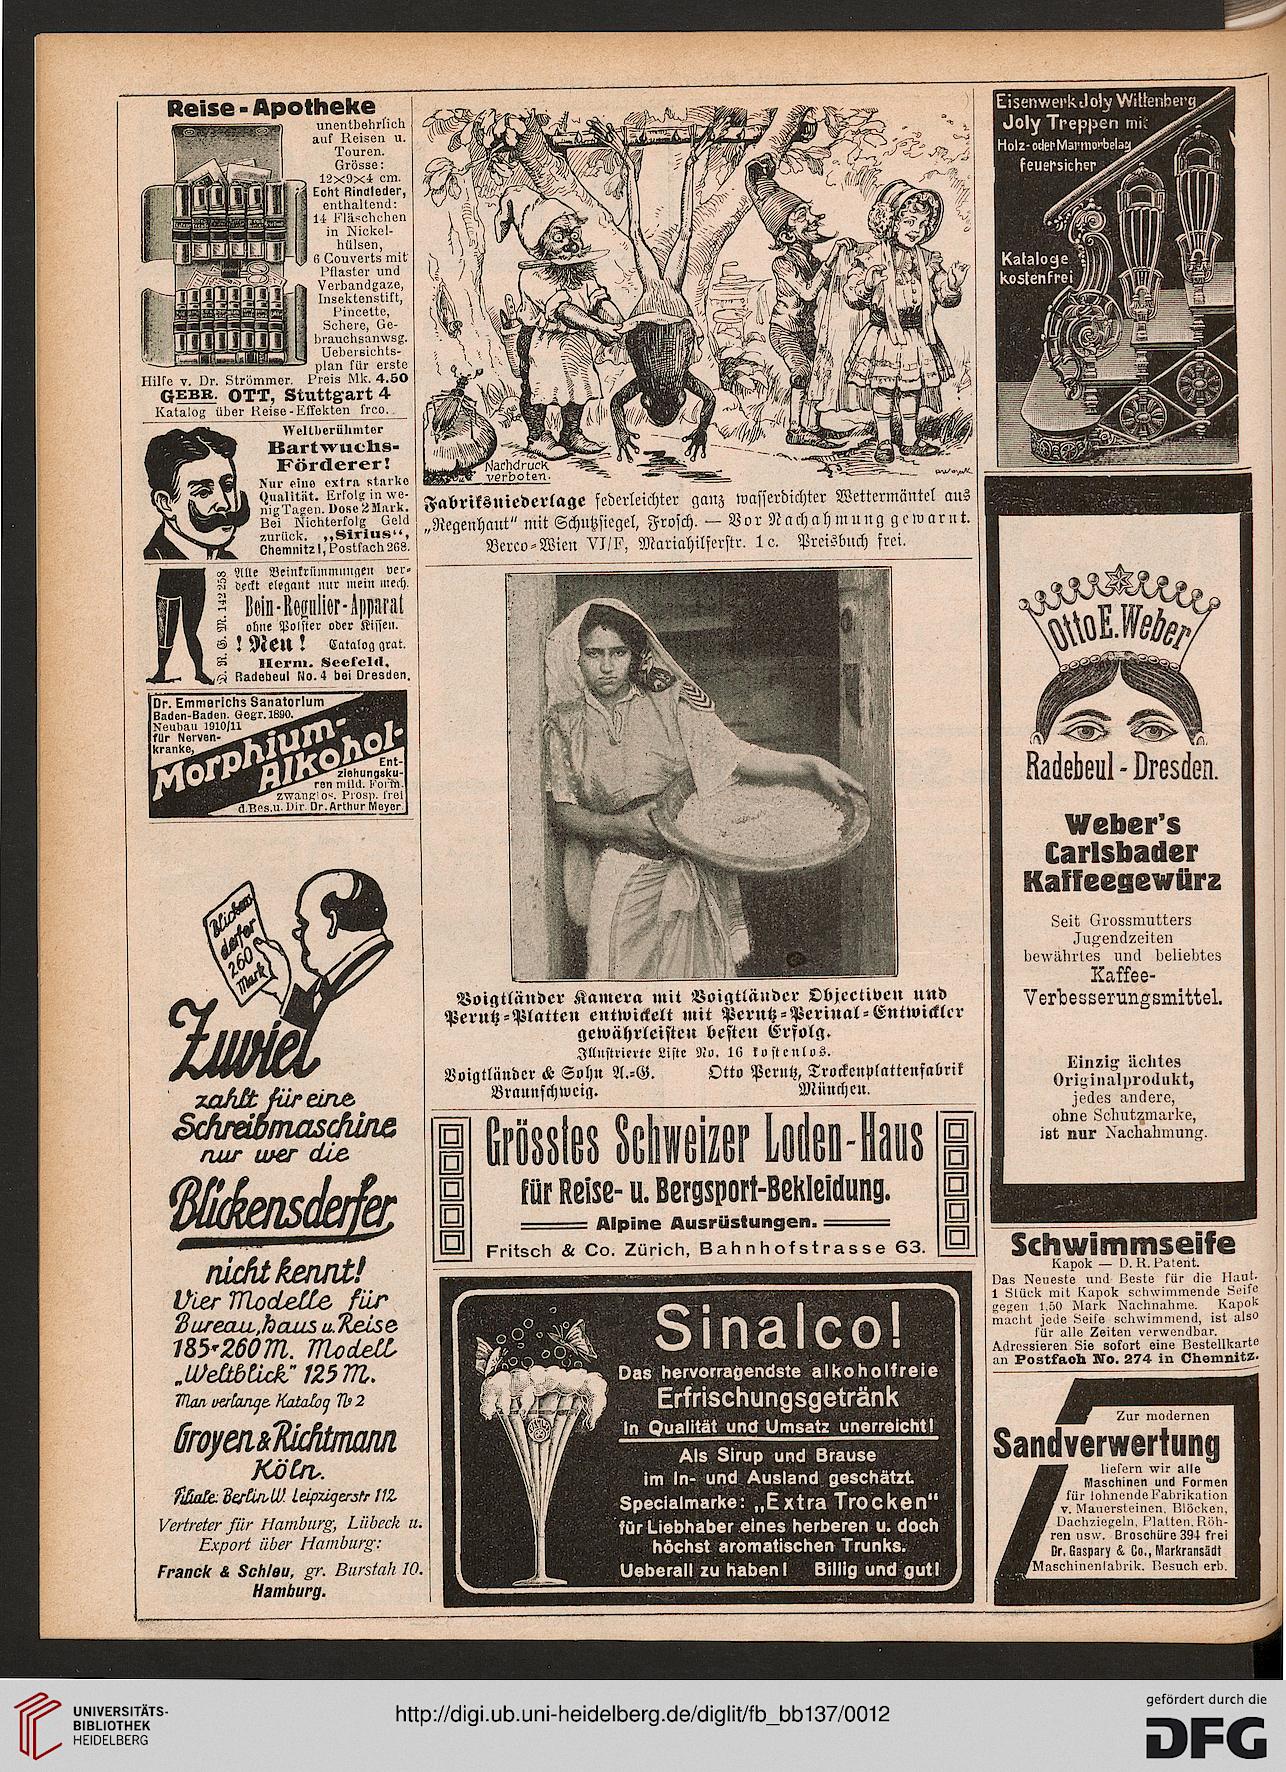 Reise-Apotheke
unentbehrlich
auf Reisen u.
Touren.
Grösse:
12×9×4 cm.
Echt Rindleder,
enthaltend:
14 Fläschchen
in Nickel-
hülsen,
6 Couverts mit
Pflaster und
Verbandgaze,
Insektenstift,
Pincette,
Schere, Ge-
brauchsanwsg.
Uebersichts-
plan für erste
Hilfe v. Dr. Strömmer. Preis Mk. 4.50
GEBR. OTT, Stuttgart 4
Katalog über Reise-Effekten frco.
Weltberühmter
Bartwuchs-
Förderer!
Nur eine extra starke
Qualität. Erfolg in we-
nig Tagen. Dose 2 Mark.
Bei Nichterfolg Geld
zurück. „Sirius“,
Chemnitz I, Postfach 268.
D. R. G. M. 142 258
Alle Beinkrümmungen ver-
deckt elegant nur mein mech.
Bein-Regulier-Apparat
ohne Polster oder Kissen.
! Neu ! Catalog grat.
Herm. Seefeld,
Radebeul No. 4 bei Dresden.
Dr. Emmerichs Sanatorium
Baden-Baden. Gegr. 1890.
Neubau 1910/11
für Nerven-
kranke,
Morphium-
Alkohol-
Ent-
ziehungsku-
ren mild. Form.
zwanglos. Prosp. frei
d. Bes. u. Dir. Dr. Arthur Meyer.
Blickens
derfer
260
Mark
Zuviel
zahlt für eine
Schreibmaschine
nur wer die
Blickensderfer
nicht kennt!
Vier Modelle für
Bureau, Haus u. Reise
185-260 M. Modell
„Weltblick“ 125 M.
Man verlange Katalog No 2
Groyen & Richtmann
Köln.
Filiale: Berlin W. Leipzigerstr 112
Vertreter für Hamburg, Lübeck u.
Export über Hamburg:
Franck & Schleu, gr. Burstah 10.
Hamburg.
Nachdruck
verboten.
Fabriksniederlage federleichter ganz wasserdichter Wettermäntel aus
„Regenhaut“ mit Schutzsiegel, Frosch. — Vor Nachahmung gewarnt.
Berco-Wien VI/F, Mariahilferstr. 1c. Preisbuch frei.
Voigtländer Kamera mit Voigtländer Objectiven und
Perutz-Platten entwickelt mit Perutz-Perinal-Entwickler
gewährleisten besten Erfolg.
Illustrierte Liste No. 16 kostenlos.
Voigtländer & Sohn A.-G. Otto Perutz, Trockenplattenfabrik
Braunschweig. München.
Grösstes Schweizer Loden-Haus
für Reise- u. Bergsport-Bekleidung.
Alpine Ausrüstungen.
Fritsch & Co. Zürich, Bahnhofstrasse 63.
Sinalco!
Das hervorragendste alkoholfreie
Erfrischungsgetränk
In Qualität und Umsatz unerreicht!
Als Sirup und Brause
im In- und Ausland geschätzt.
Specialmarke: „Extra Trocken“
für Liebhaber eines herberen u. doch
höchst aromatischen Trunks.
Ueberall zu haben! Billig und gut!
Eisenwerk Joly Wittenberg
Joly Treppen mit
Holz- oder Marmorbelag
feuersicher
Kataloge
kostenfrei
Otto E. Weber
Radebeul - Dresden.
Weber's
Carlsbader
Kaffeegewürz
Seit Grossmutters
Jugendzeiten
bewährtes und beliebtes
Kaffee-
Verbesserungsmittel.
Einzig ächtes
Originalprodukt,
jedes andere,
ohne Schutzmarke,
ist nur Nachahmung.
Schwimmseife
Kapok — D. R. Patent.
Das Neueste und Beste für die Haut.
1 Stück mit Kapok schwimmende Seife
gegen 1,50 Mark Nachnahme. Kapok
macht jede Seife schwimmend, ist also
für alle Zeiten verwendbar.
Adressieren Sie sofort eine Bestellkarte
an Postfach No. 274 in Chemnitz.
Zur modernen
Sandverwertung
liefern wir alle
Maschinen und Formen
für lohnende Fabrikation
v. Mauersteinen, Blöcken,
Dachziegeln, Platten, Röh-
ren usw. Broschüre 394 frei
Dr. Gaspary & Co., Markransädt
Maschinenfabrik. Besuch erb.
UNIVERSITÄTS-
BIBLIOTHEK
HEIDELBERG
http://digi.ub.uni-heidelberg.de/diglit/fb_bb137/0012
gefördert durch die
DFG